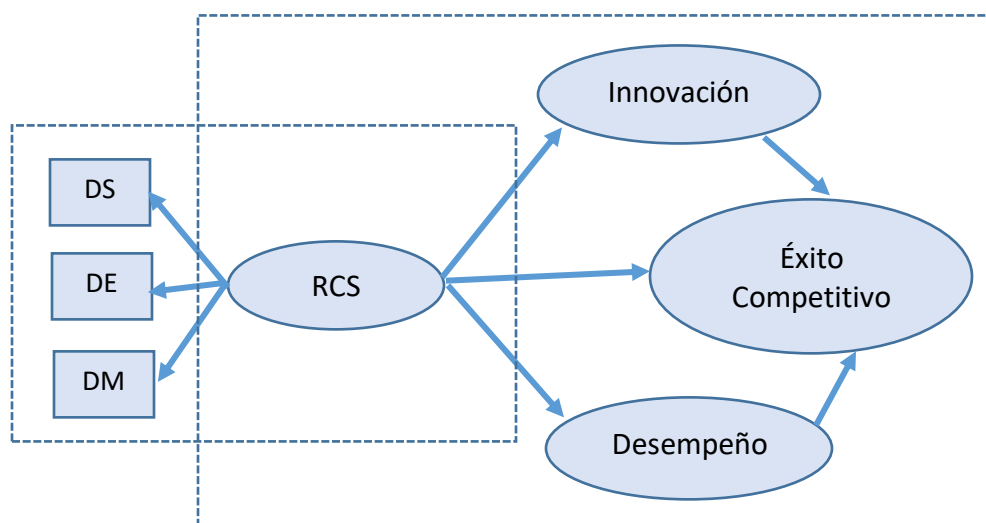 Innovación
DS
DE
RCS
Éxito
Competitivo
DM
Desempeño